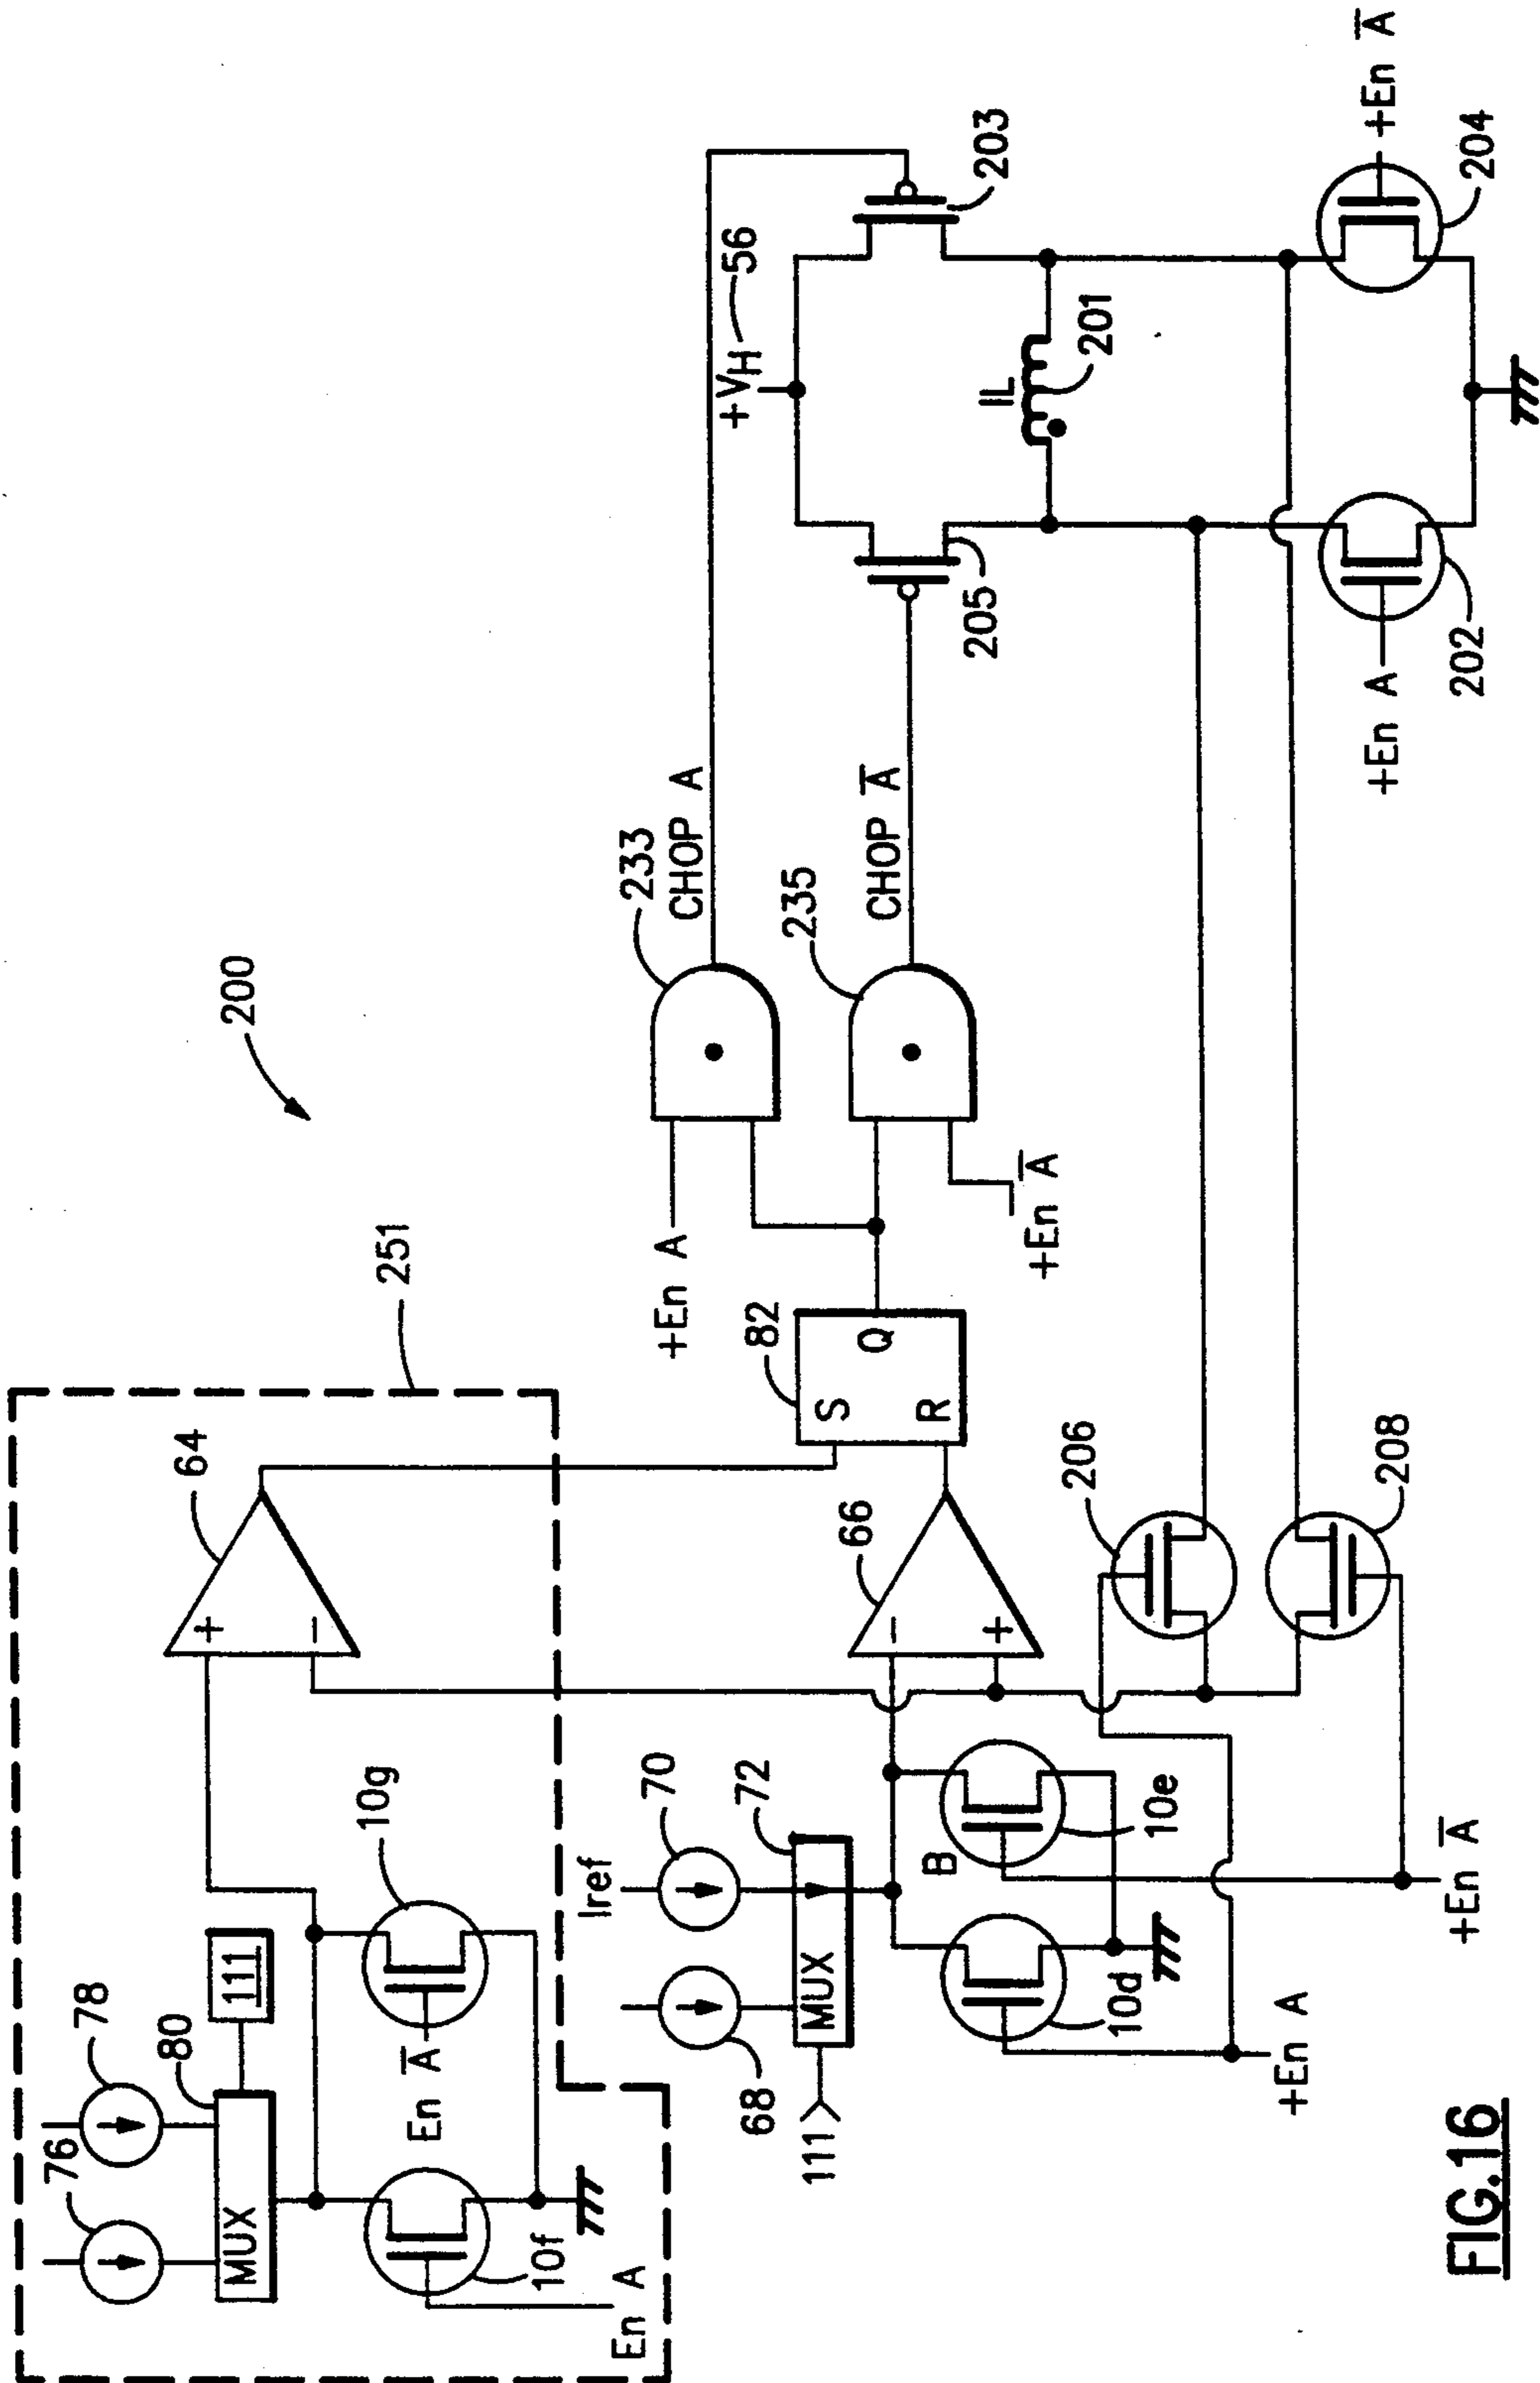 200
251
64
+
−
78
76
80
MUX
111
10g
En A̅
10f
En A
233
CHOP A
+En A
235
CHOP A̅
+En A̅
82
S
Q
R
+VH
56
203
205
IL
201
66
−
+
Iref
70
68
72
MUX
111
B
10e
10d
206
208
+En A
+En A̅
+En A
202
+En A̅
204
FIG.16